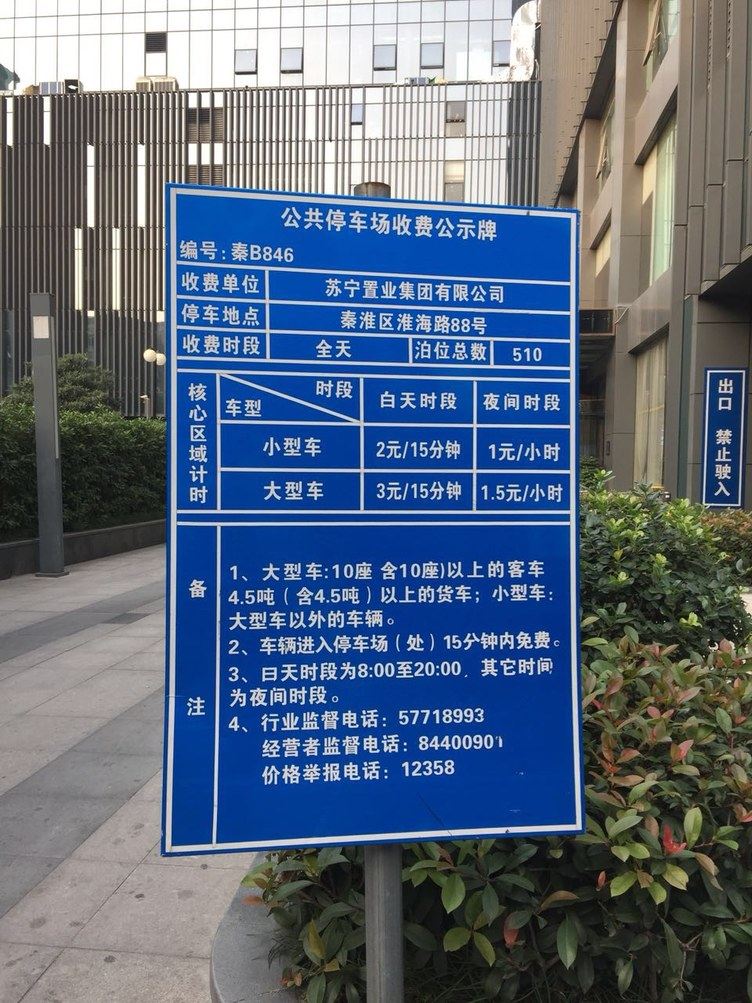 公共停车场收费公示牌
编号:秦B846
收费单位 苏宁置业集团有限公司
停车地点 秦淮区淮海路88号
收费时段 全天 泊位总数 510
核心区域计时
时段 车型 白天时段 夜间时段
小型车 2元/15分钟 1元/小时
大型车 3元/15分钟 1.5元/小时
备注
1、大型车:10座 含10座)以上的客车
4.5吨（含4.5吨）以上的货车；小型车:
大型车以外的车辆。
2、车辆进入停车场（处）15分钟内免费。
3、白天时段为8:00至20:00，其它时间
为夜间时段。
4、行业监督电话：57718993
经营者监督电话：84400901
价格举报电话：12358
出口 禁止驶入